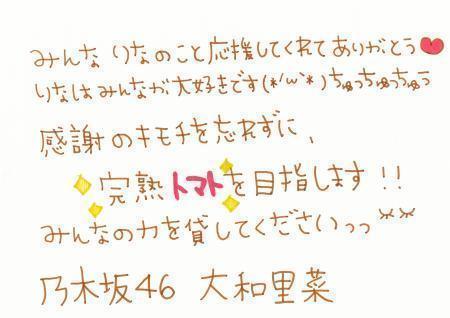 みんな りなのこと応援してくれてありがとう♥
りなはみんなが大好きです(*'ω'*)ちゅっちゅっちゅっ
感謝のキモチを忘れずに、
完熟トマトを目指します!!
みんなの力を貸してくださいっっ
乃木坂46 大和里菜